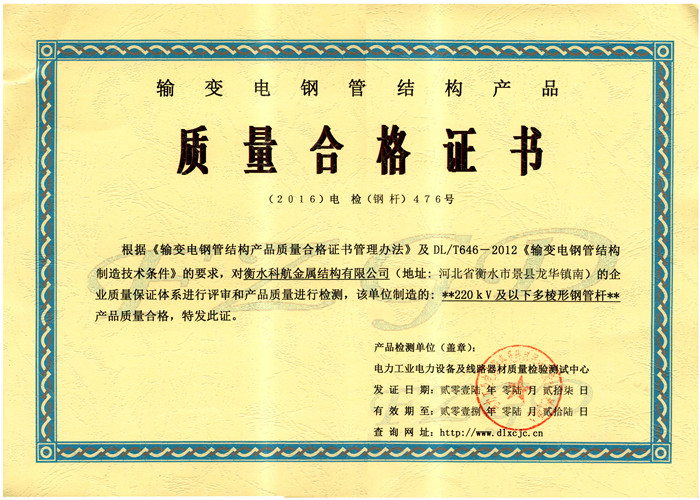 输变电钢管结构产品
质量合格证书
（2016）电 检（钢 杆）476号
根据《输变电钢管结构产品质量合格证书管理办法》及 DL/T646－2012《输变电钢管结构
制造技术条件》的要求，对衡水科航金属结构有限公司（地址：河北省衡水市景县龙华镇南）的企
业质量保证体系进行评审和产品质量进行检测，该单位制造的：**220 kV 及以下多棱形钢管杆**
产品质量合格，特发此证。
产品检测单位（盖章）：
电力工业电力设备及线路器材质量检验测试中心
发 证 日 期：贰零壹陆 年 零陆 月 贰拾柒 日
有 效 期 至：贰零壹捌 年 零陆 月 贰拾陆 日
查 询 网 址：http://www.dlxcjc.cn